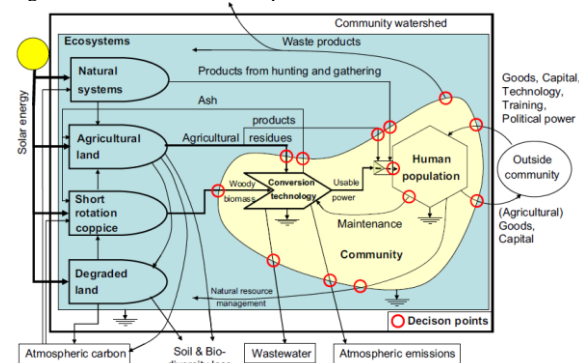 Community watershed
Ecosystems
Waste products
Solar energy
Natural
systems
Products from hunting and gathering
Ash
products
Agricultural
land
Agricultural
residues
Goods, Capital,
Technology,
Training,
Political power
Human
population
Outside
community
Short
rotation
coppice
Woody
biomass
Conversion
technology
Usable
power
Maintenance
(Agricultural)
Goods,
Capital
Community
Degraded
land
Natural resource
management
Decison points
Atmospheric carbon
Soil & Bio-
Wastewater
Atmospheric emissions